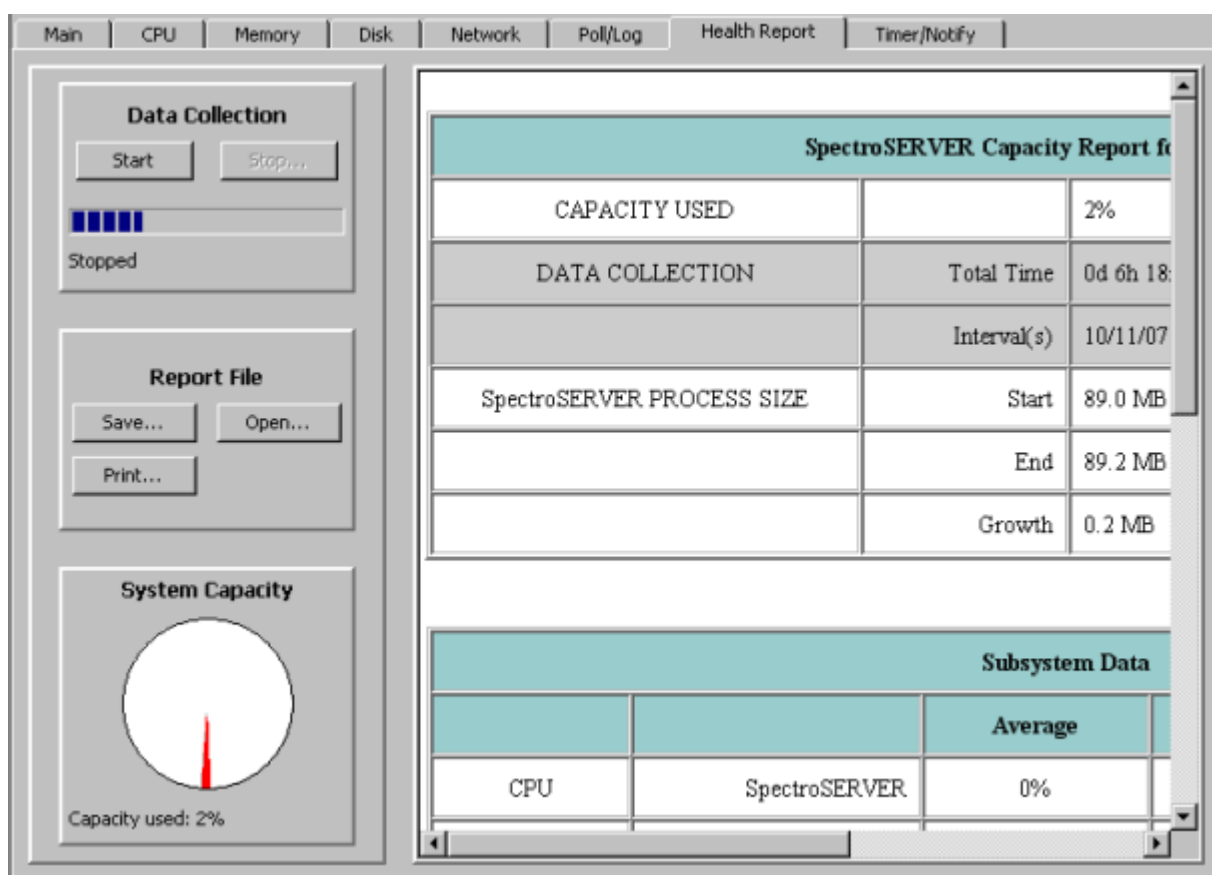 Main CPU Memory Disk Network Poll/Log Health Report Timer/Notify
Data Collection
Start Stop...
Stopped
Report File
Save... Open...
Print...
System Capacity
Capacity used: 2%
SpectroSERVER Capacity Report
CAPACITY USED 2%
DATA COLLECTION Total Time 0d 6h 18:
Interval(s) 10/11/07
SpectroSERVER PROCESS SIZE Start 89.0 MB
End 89.2 MB
Growth 0.2 MB
Subsystem Data
Average
CPU SpectroSERVER 0%